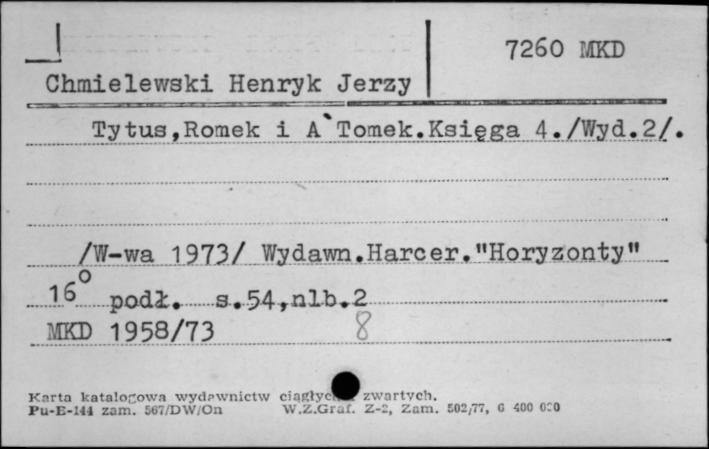 7260 MKD
Chmielewski Henryk Jerzy
Tytus,Romek i A`Tomek.Księga 4./Wyd.2/.
/W-wa 1973/ Wydawn.Harcer."Horyzonty"
16° podł. s.54,nlb.2
MKD 1958/73 8
Karta katalogowa wydawnictw ciągłych zwartych.
Pu-E-144 zam. 567/DW/On W.Z.Graf. Z-2, Zam. 502/77, G 400 000